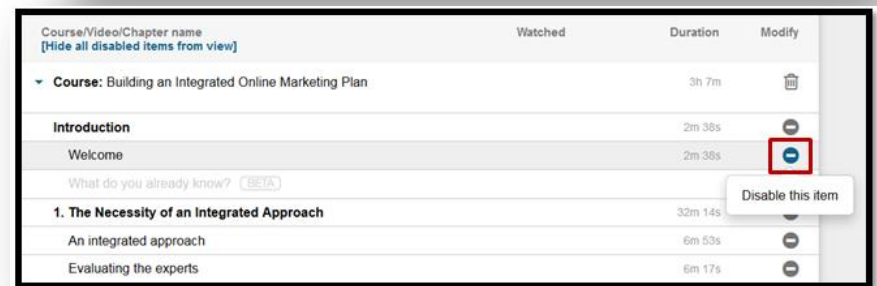 Course/Video/Chapter name Watched Duration Modify
[Hide all disabled items from view]
Course: Building an Integrated Online Marketing Plan 3h 7m
Introduction 2m 38s
Welcome 2m 38s
What do you already know? BETA
Disable this item
1. The Necessity of an Integrated Approach 32m 14s
An integrated approach 6m 53s
Evaluating the experts 6m 17s